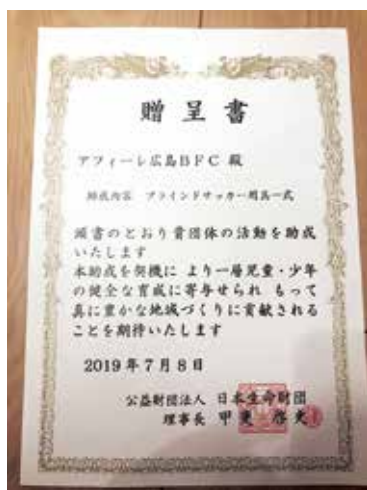 贈呈書
アフィーレ広島BFC 殿
助成内容 ブラインドサッカー用具一式
頭書のとおり貴団体の活動を助成
いたします
本助成を契機に より一層児童・少年
の健全な育成に寄与せられ もって
真に豊かな地域づくりに貢献される
ことを期待いたします
2019年7月8日
公益財団法人 日本生命財団
理事長 甲斐 啓史